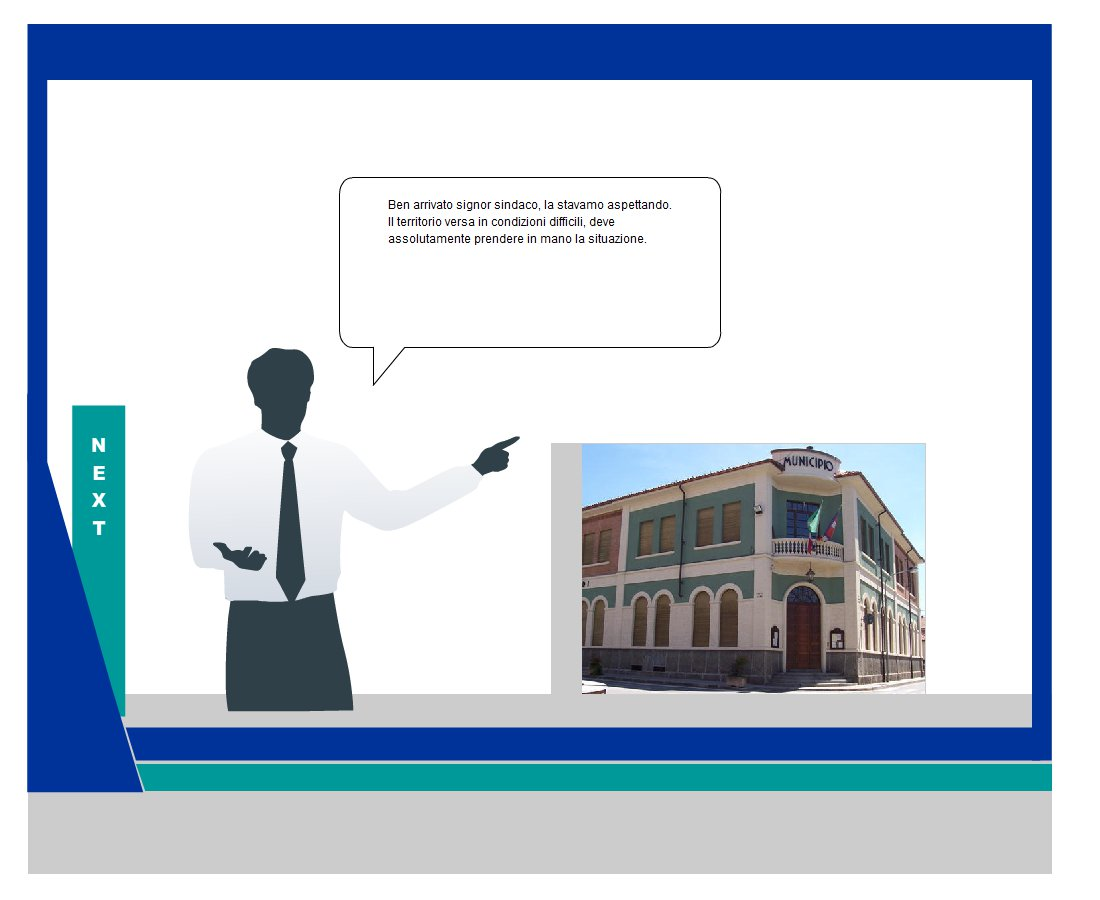 Ben arrivato signor sindaco, la stavamo aspettando.
Il territorio versa in condizioni difficili, deve
assolutamente prendere in mano la situazione.
NEXT
MUNICIPIO